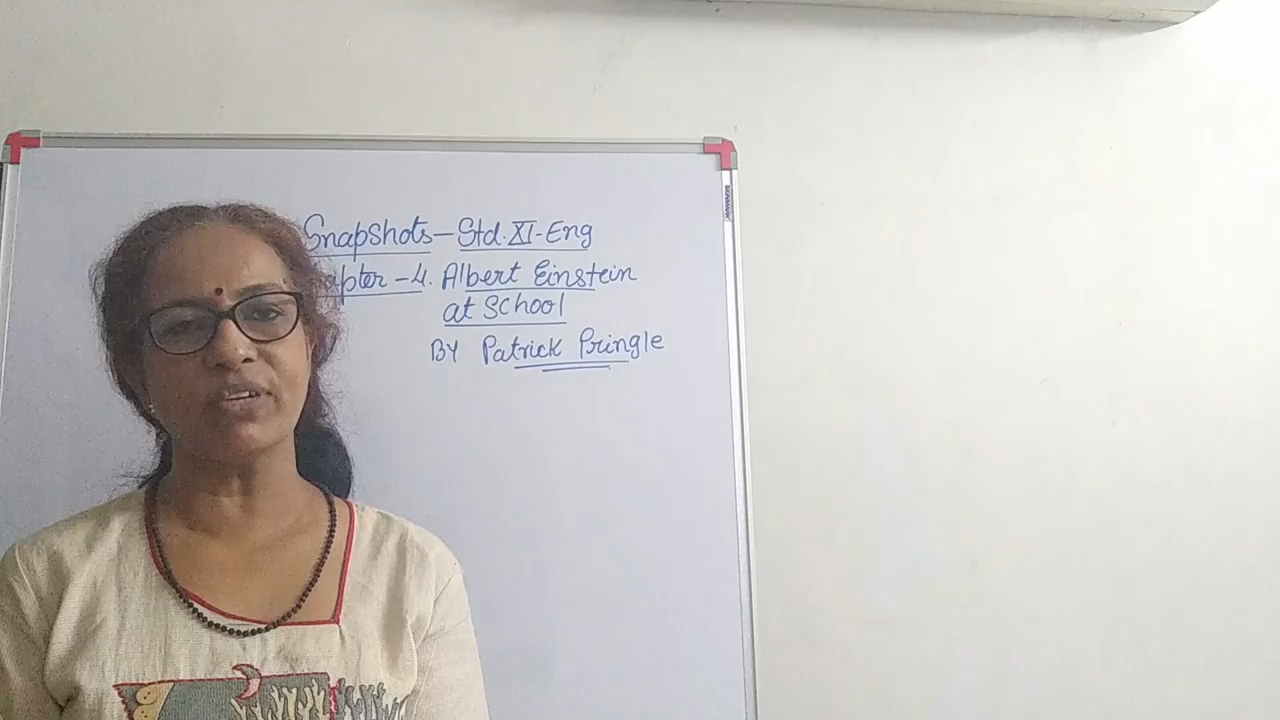 Snapshots - Std. XI - Eng
apter - 4. Albert Einstein
at School
BY Patrick Pringle